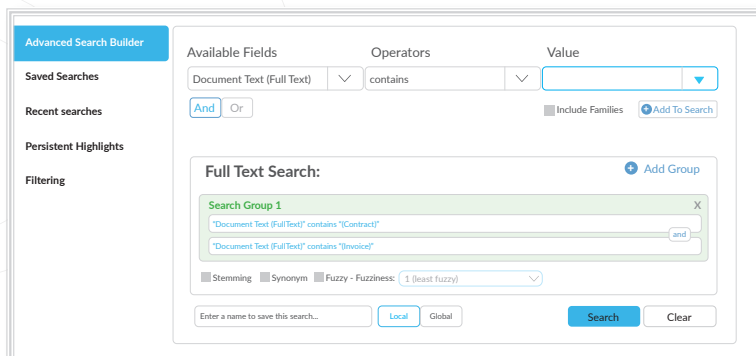 Advanced Search Builder
Saved Searches
Recent searches
Persistent Highlights
Filtering
Available Fields Operators Value
Document Text (Full Text) contains
And Or
Include Families Add To Search
Full Text Search: Add Group
Search Group 1 X
"Document Text (FullText)" contains "(Contract)"
and
"Document Text (FullText)" contains "(Invoice)"
Stemming Synonym Fuzzy - Fuzziness: 1 (least fuzzy)
Enter a name to save this search... Local Global Search Clear